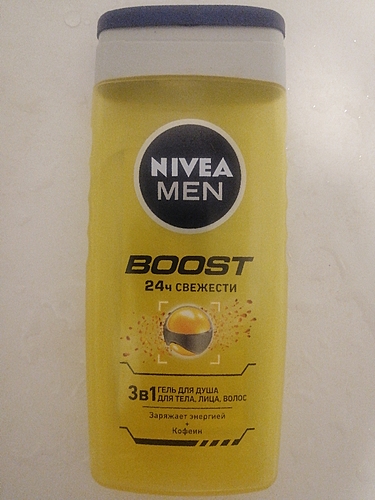 NIVEA
MEN
BOOST
24ч СВЕЖЕСТИ
3в1 ГЕЛЬ ДЛЯ ДУША
ДЛЯ ТЕЛА, ЛИЦА, ВОЛОС
Заряжает энергией
+
Кофеин